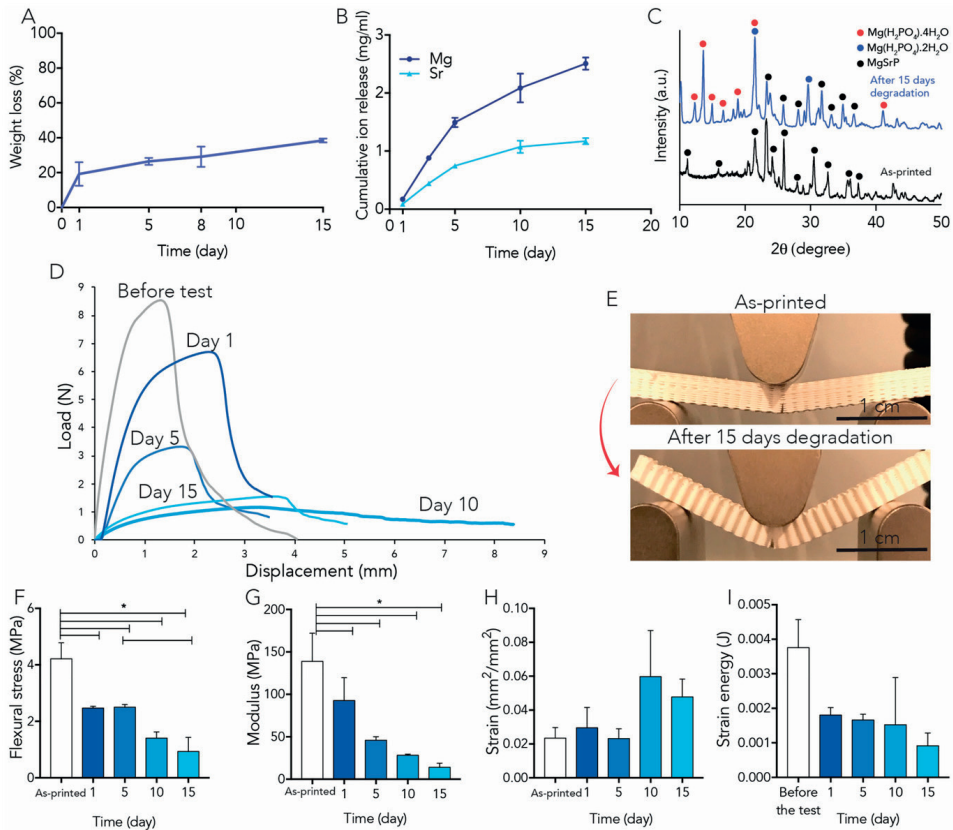 A
Weight loss (%)
100
80
60
40
20
0
0 1 5 8 10 15
Time (day)
B
Cumulative ion release (mg/ml)
3
2
1
0
Mg
Sr
0 1 5 10 15 20
Time (day)
C
Intensity (a.u.)
Mg(H₂PO₄).4H₂O
Mg(H₂PO₄).2H₂O
MgSrP
After 15 days
degradation
As-printed
10 20 30 40 50
2θ (degree)
D
Load (N)
9
8
7
6
5
4
3
2
1
0
Before test
Day 1
Day 5
Day 15
Day 10
0 1 2 3 4 5 6 7 8 9
Displacement (mm)
E
As-printed
1 cm
After 15 days degradation
1 cm
F
Flexural stress (MPa)
6
4
2
0
*
As-printed 1 5 10 15
Time (day)
G
Modulus (MPa)
200
150
100
50
0
*
As-printed 1 5 10 15
Time (day)
H
Strain (mm²/mm²)
0.10
0.08
0.06
0.04
0.02
0.00
As-printed 1 5 10 15
Time (day)
I
Strain energy (J)
0.005
0.004
0.003
0.002
0.001
0.000
Before 1 5 10 15
the test
Time (day)